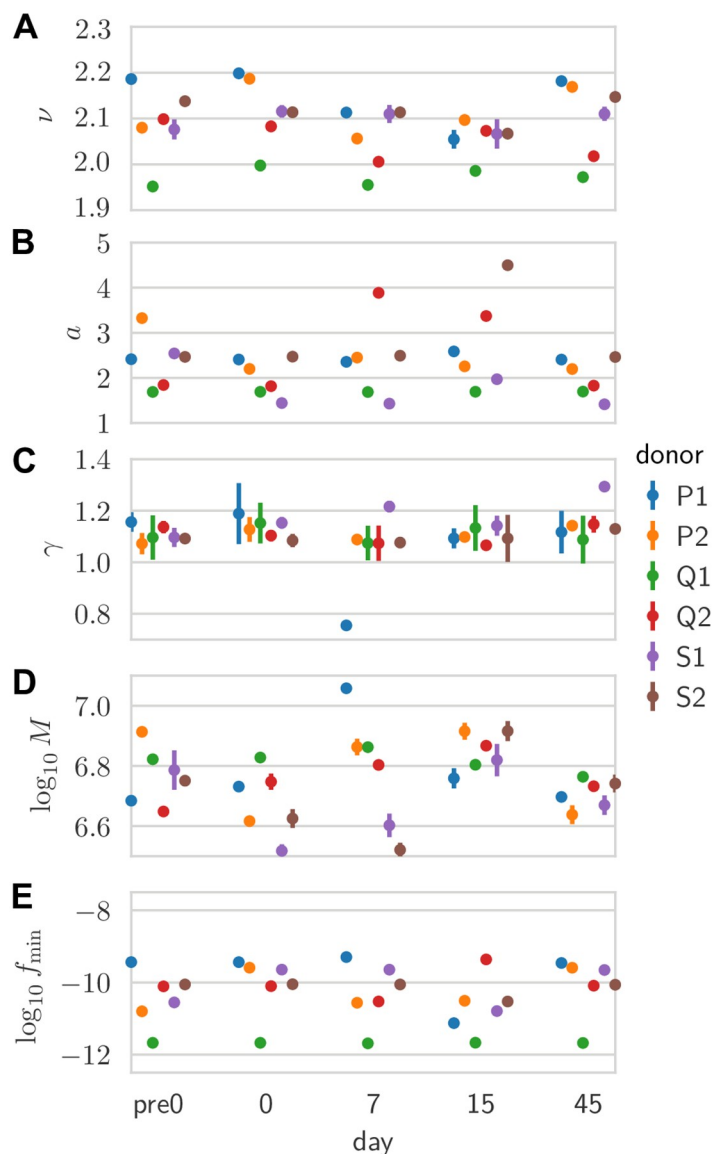 A
2.3
2.2
2.1
2.0
1.9
ν
B
5
4
3
2
1
a
C
1.4
1.2
1.0
0.8
γ
donor
P1
P2
Q1
Q2
S1
S2
D
7.0
6.8
6.6
log₁₀ M
E
−8
−10
−12
log₁₀ f_min
pre0 0 7 15 45
day